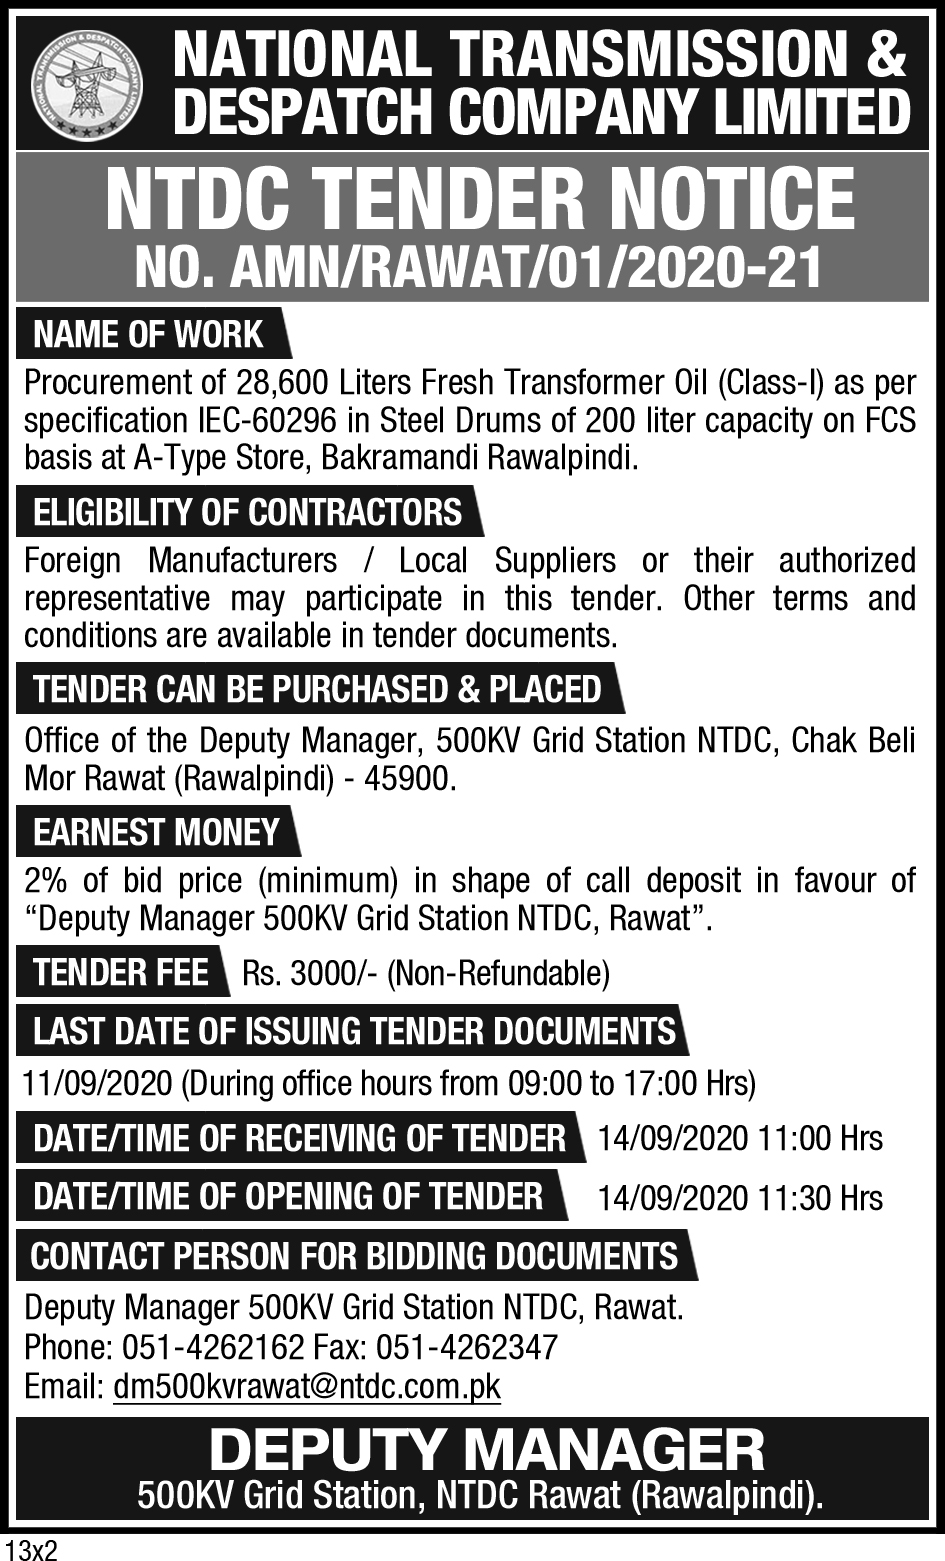 NATIONAL TRANSMISSION & DESPATCH COMPANY LIMITED
NATIONAL TRANSMISSION &
DESPATCH COMPANY LIMITED
NTDC TENDER NOTICE
NO. AMN/RAWAT/01/2020-21
NAME OF WORK
Procurement of 28,600 Liters Fresh Transformer Oil (Class-I) as per
specification IEC-60296 in Steel Drums of 200 liter capacity on FCS
basis at A-Type Store, Bakramandi Rawalpindi.
ELIGIBILITY OF CONTRACTORS
Foreign Manufacturers / Local Suppliers or their authorized
representative may participate in this tender. Other terms and
conditions are available in tender documents.
TENDER CAN BE PURCHASED & PLACED
Office of the Deputy Manager, 500KV Grid Station NTDC, Chak Beli
Mor Rawat (Rawalpindi) - 45900.
EARNEST MONEY
2% of bid price (minimum) in shape of call deposit in favour of
“Deputy Manager 500KV Grid Station NTDC, Rawat”.
TENDER FEE Rs. 3000/- (Non-Refundable)
LAST DATE OF ISSUING TENDER DOCUMENTS
11/09/2020 (During office hours from 09:00 to 17:00 Hrs)
DATE/TIME OF RECEIVING OF TENDER 14/09/2020 11:00 Hrs
DATE/TIME OF OPENING OF TENDER 14/09/2020 11:30 Hrs
CONTACT PERSON FOR BIDDING DOCUMENTS
Deputy Manager 500KV Grid Station NTDC, Rawat.
Phone: 051-4262162 Fax: 051-4262347
Email: dm500kvrawat@ntdc.com.pk
DEPUTY MANAGER
500KV Grid Station, NTDC Rawat (Rawalpindi).
13x2